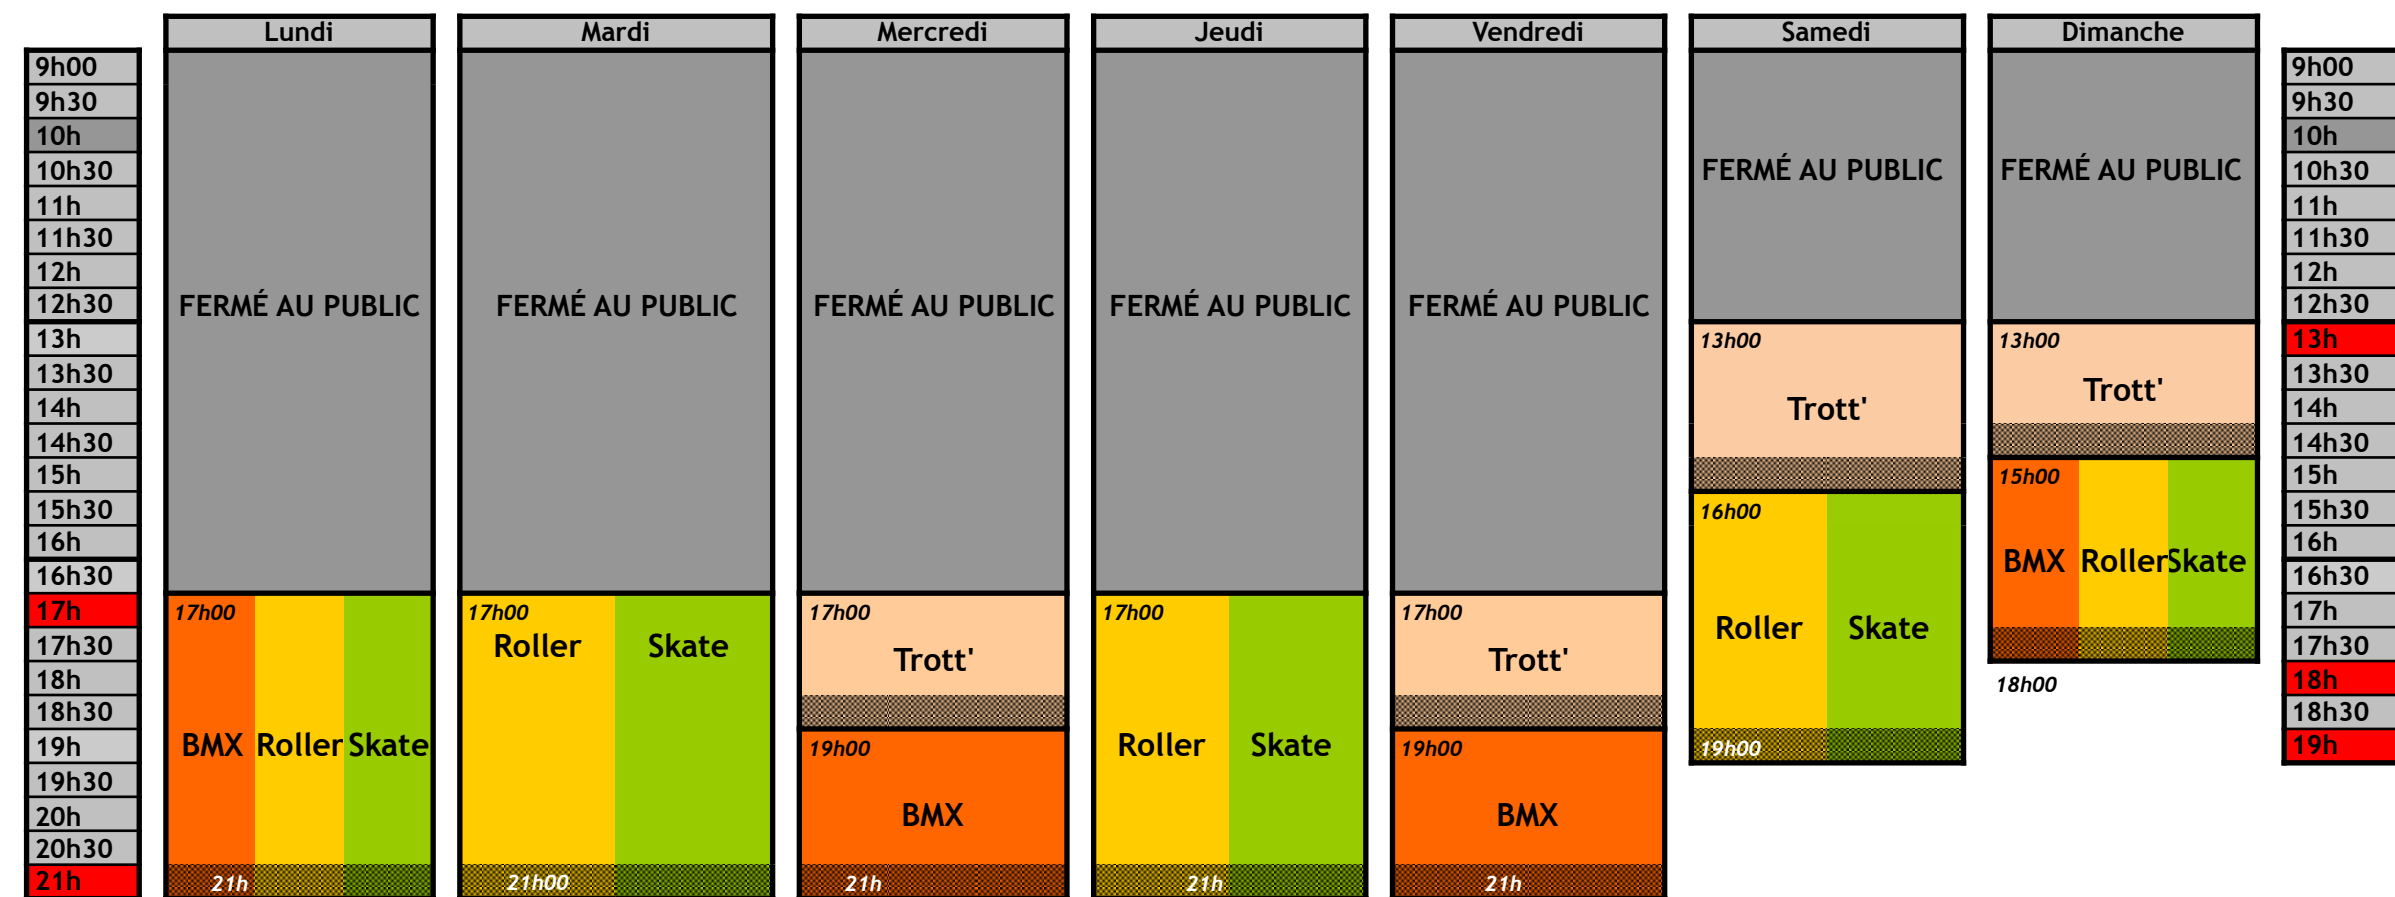 Lundi Mardi Mercredi Jeudi Vendredi Samedi Dimanche
9h00 9h00
9h30 9h30
10h 10h
10h30 FERMÉ AU PUBLIC FERMÉ AU PUBLIC 10h30
11h 11h
11h30 11h30
12h 12h
12h30 FERMÉ AU PUBLIC FERMÉ AU PUBLIC FERMÉ AU PUBLIC FERMÉ AU PUBLIC FERMÉ AU PUBLIC 12h30
13h 13h00 13h00 13h
13h30 Trott' 13h30
14h Trott' 14h
14h30 14h30
15h 15h00 15h
15h30 16h00 15h30
16h 16h
16h30 BMX Roller Skate 16h30
17h 17h00 17h00 17h00 17h00 17h00 17h
17h30 Roller Skate Trott' Trott' Roller Skate 17h30
18h 18h00 18h
18h30 18h30
19h BMX Roller Skate 19h00 Roller Skate 19h00 19h00 19h
19h30
20h BMX BMX
20h30
21h 21h 21h00 21h 21h 21h